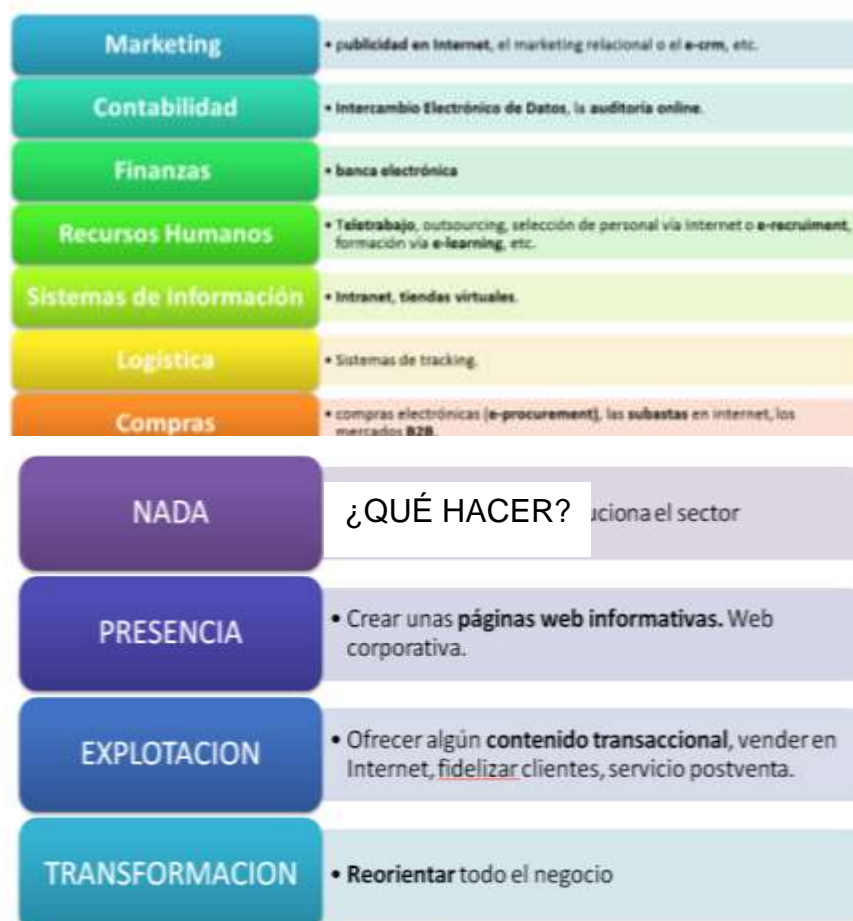 Marketing
• publicidad en Internet, el marketing relacional o el e-crm, etc.
Contabilidad
• Intercambio Electrónico de Datos, la auditoría online.
Finanzas
• banca electrónica
Recursos Humanos
• Teletrabajo, outsourcing, selección de personal vía Internet o e-recruiment,
formación vía e-learning, etc.
Sistemas de Información
• Intranet, tiendas virtuales.
Logística
• Sistemas de tracking.
Compras
• compras electrónicas (e-procurement), las subastas en internet, los
mercados B2B.
NADA
¿QUÉ HACER?
uciona el sector
PRESENCIA
• Crear unas páginas web informativas. Web
corporativa.
EXPLOTACION
• Ofrecer algún contenido transaccional, vender en
Internet, fidelizar clientes, servicio postventa.
TRANSFORMACION
• Reorientar todo el negocio